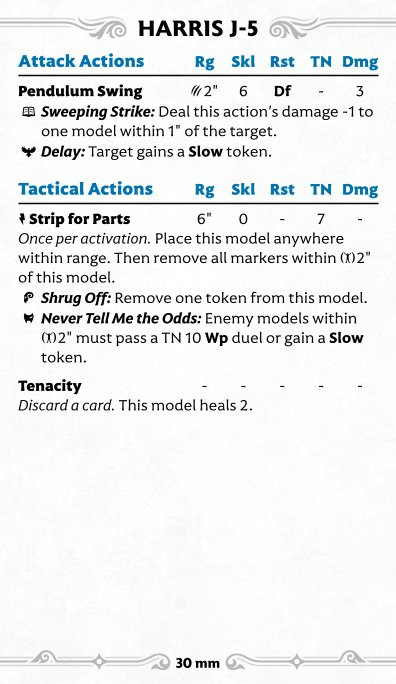 HARRIS J-5
Attack Actions Rg Skl Rst TN Dmg
Pendulum Swing 2" 6 Df - 3
Sweeping Strike: Deal this action's damage -1 to
one model within 1" of the target.
Delay: Target gains a Slow token.
Tactical Actions Rg Skl Rst TN Dmg
Strip for Parts 6" 0 - 7 -
Once per activation. Place this model anywhere
within range. Then remove all markers within 2"
of this model.
Shrug Off: Remove one token from this model.
Never Tell Me the Odds: Enemy models within
2" must pass a TN 10 Wp duel or gain a Slow
token.
Tenacity - - - - -
Discard a card. This model heals 2.
30 mm